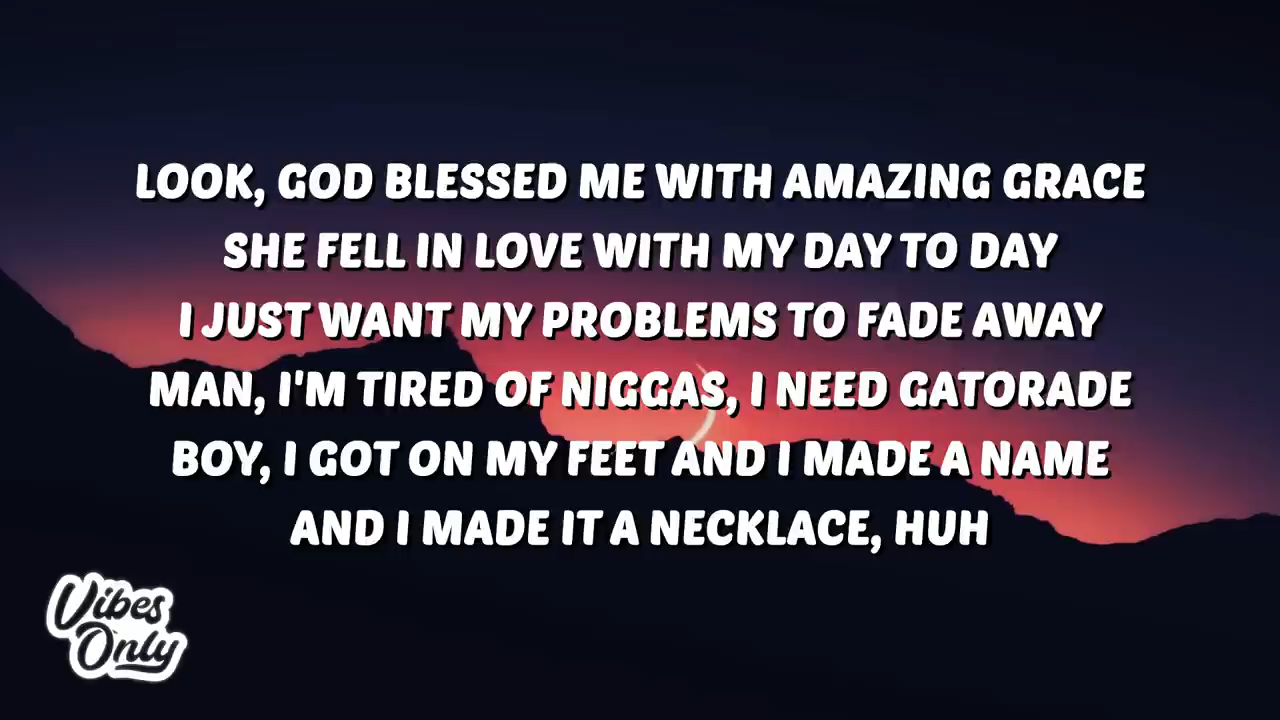 LOOK, GOD BLESSED ME WITH AMAZING GRACE
SHE FELL IN LOVE WITH MY DAY TO DAY
I JUST WANT MY PROBLEMS TO FADE AWAY
MAN, I'M TIRED OF NIGGAS, I NEED GATORADE
BOY, I GOT ON MY FEET AND I MADE A NAME
AND I MADE IT A NECKLACE, HUH
Vibes
Only